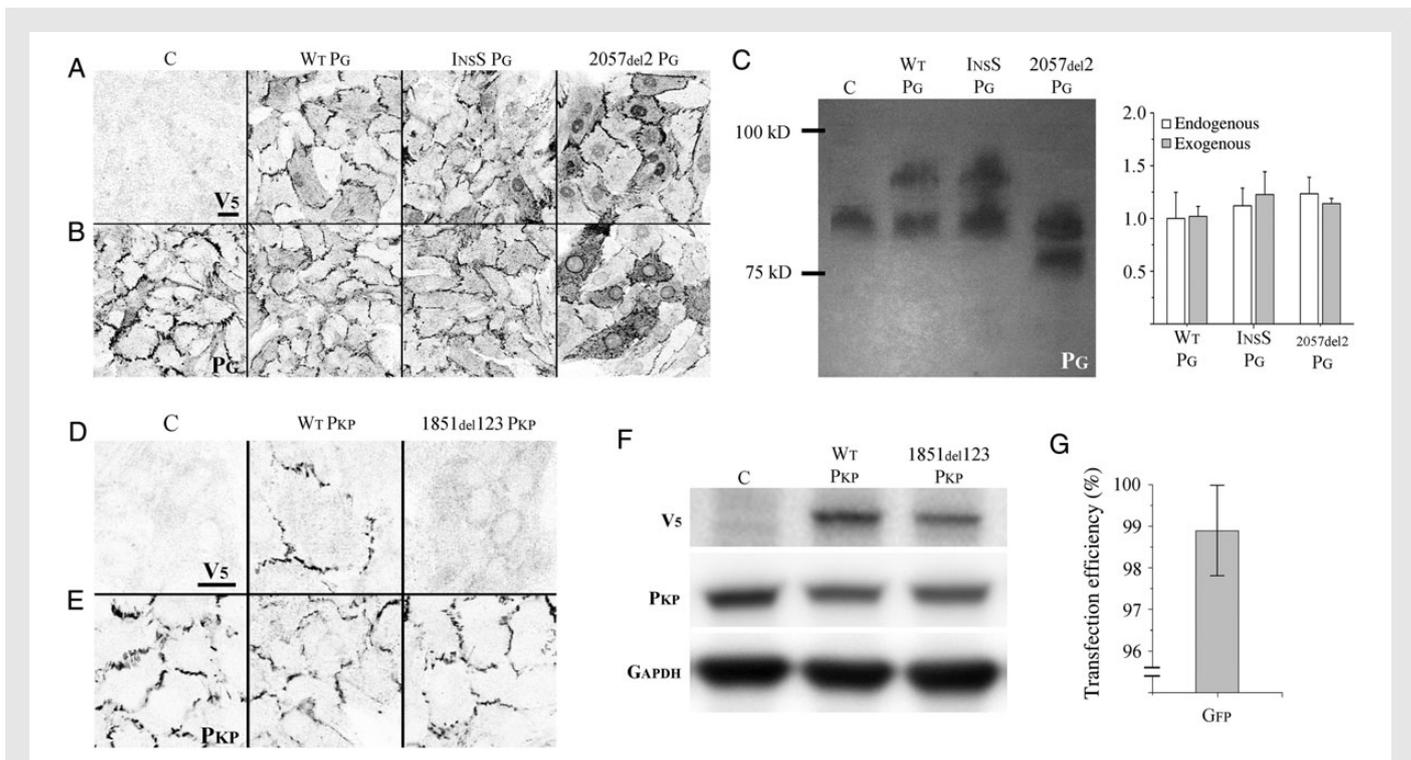 A
C
WT PG
INSS PG
2057del2 PG
V5
B
PG
C
C
WT
PG
INSS
PG
2057del2
PG
100 kD
75 kD
PG
2.0
1.5
1.0
0.5
Endogenous
Exogenous
WT
PG
INSS
PG
2057del2
PG
D
C
WT PKP
1851del123 PKP
V5
E
PKP
F
C
WT
PKP
1851del123
PKP
V5
PKP
GAPDH
G
Transfection efficiency (%)
100
99
98
97
96
GFP